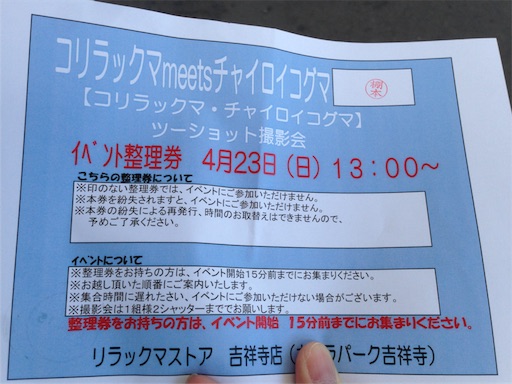 コリラックマmeetsチャイロイコグマ
【コリラックマ・チャイロイコグマ】
ツーショット撮影会
イベント整理券 4月23日(日)13:00~
こちらの整理券について
※印のない整理券では、イベントにご参加いただけません。
※本券を紛失されますと、イベントにご参加いただけません。
※本券の紛失による再発行、時間のお取替えはできませんので、
予めご了承ください。
イベントについて
※整理券をお持ちの方は、イベント開始15分前までにお集まりください。
※お越し頂いた順番にご案内いたします。
※集合時間に遅れたい、イベントにご参加いただけない場合がございます。
※撮影会は1組様2シャッターまででお願いします。
整理券をお持ちの方は、イベント開始 15分前までにお集まりください。
リラックマストア 吉祥寺店(ラパーク吉祥寺)